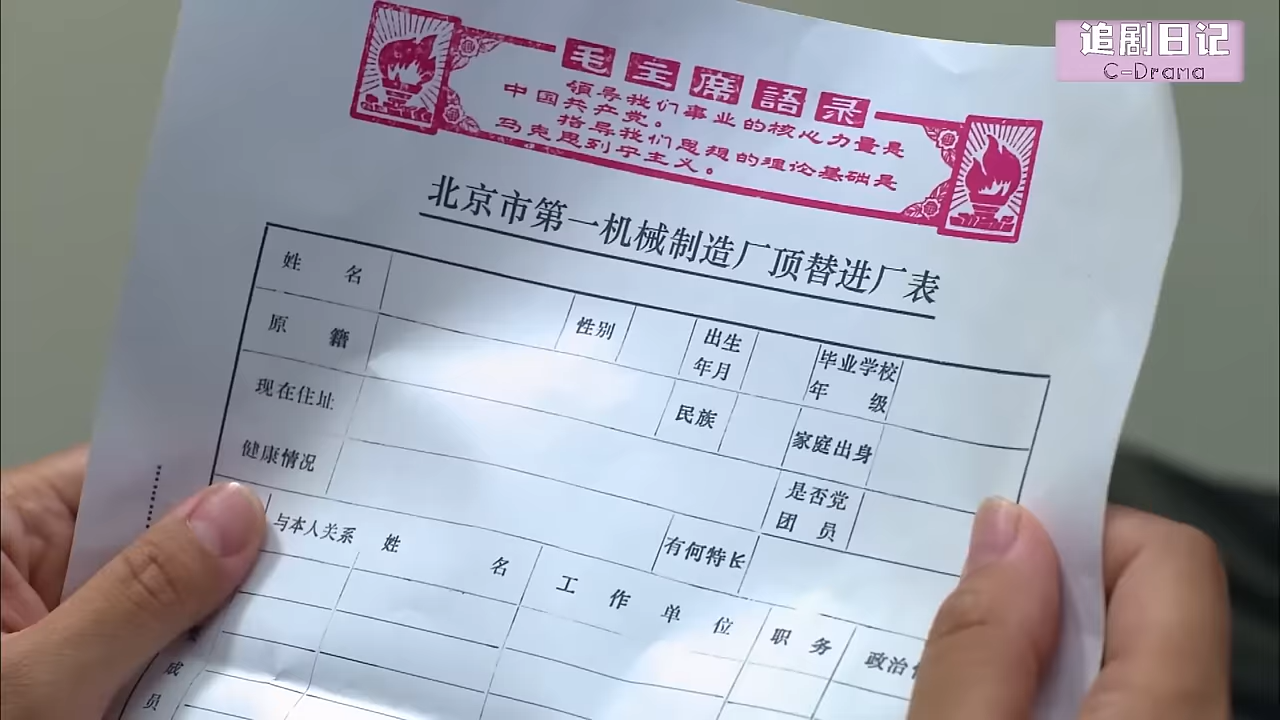 追剧日记
C-Drama
毛主席語录
领导我们事业的核心力量是
中国共产党。
指导我们思想的理论基础是
马克思列宁主义。
北京市第一机械制造厂顶替进厂表
姓 名
性别
出生
年月
毕业学校
年 级
原 籍
民族
家庭出身
现在住址
是否党
团 员
健康情况
有何特长
与本人关系
姓 名
工 作 单 位
职 务
政治
成
员